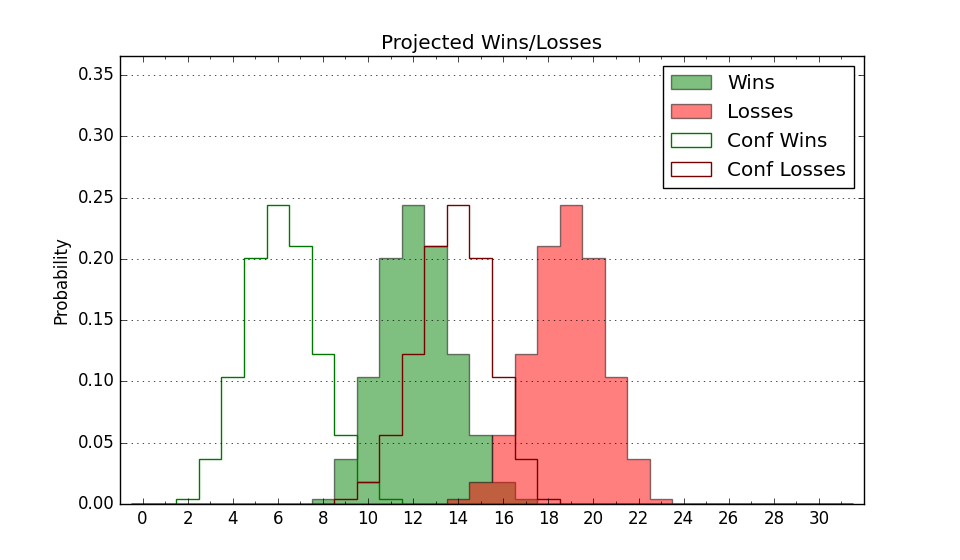 Projected Wins/Losses
0.35
0.30
0.25
0.20
0.15
0.10
0.05
0.00
Probability
Wins
Losses
Conf Wins
Conf Losses
0 2 4 6 8 10 12 14 16 18 20 22 24 26 28 30